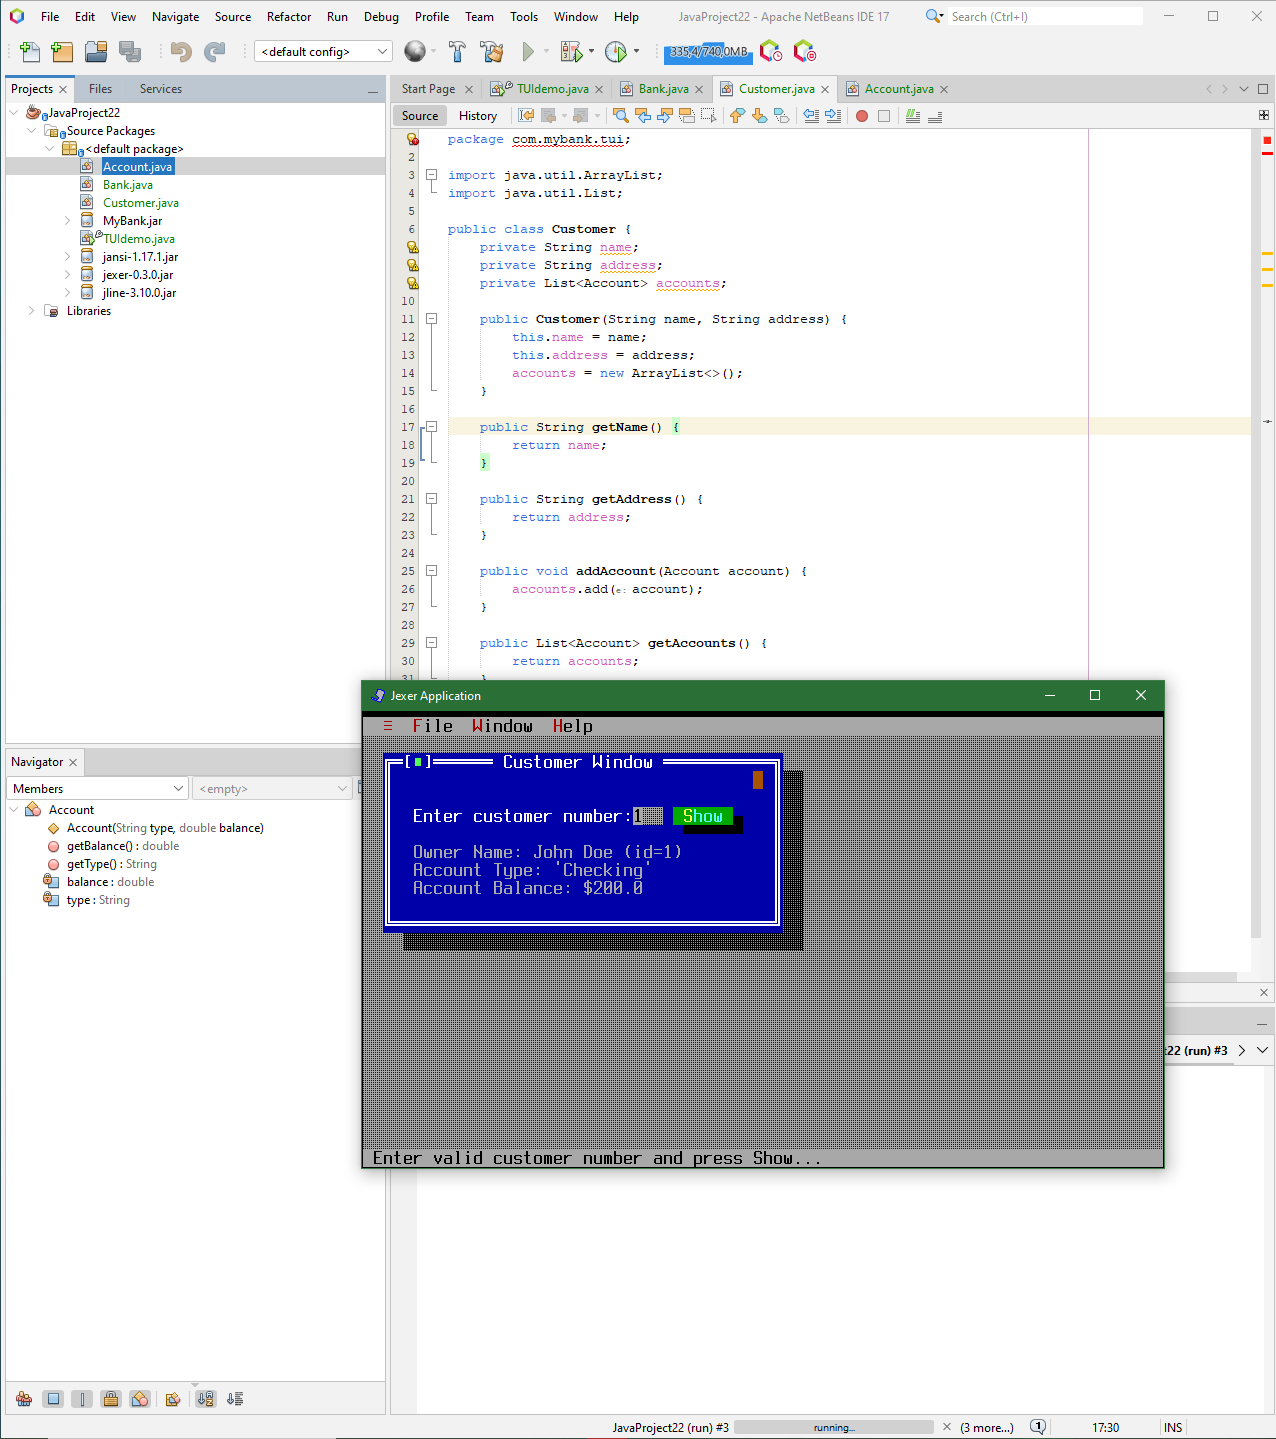 File Edit View Navigate Source Refactor Run Debug Profile Team Tools Window Help JavaProject22 - Apache NetBeans IDE 17 Search (Ctrl+I)
<default config> 335,4/740,0MB
Projects Files Services
JavaProject22
Source Packages
<default package>
Account.java
Bank.java
Customer.java
MyBank.jar
TUIdemo.java
jansi-1.17.1.jar
jexer-0.3.0.jar
jline-3.10.0.jar
Libraries
Start Page TUIdemo.java Bank.java Customer.java Account.java
Source History
package com.mybank.tui;
2
3 import java.util.ArrayList;
4 import java.util.List;
5
6 public class Customer {
private String name;
private String address;
private List<Account> accounts;
10
11 public Customer(String name, String address) {
12 this.name = name;
13 this.address = address;
14 accounts = new ArrayList<>();
15 }
16
17 public String getName() {
18 return name;
19 }
20
21 public String getAddress() {
22 return address;
23 }
24
25 public void addAccount(Account account) {
26 accounts.add(e: account);
27 }
28
29 public List<Account> getAccounts() {
30 return accounts;
31 }
Navigator
Members <empty>
Account
Account(String type, double balance)
getBalance() : double
getType() : String
balance : double
type : String
Jexer Application
File Window Help
Customer Window
Enter customer number:1 Show
Owner Name: John Doe (id=1)
Account Type: 'Checking'
Account Balance: $200.0
Enter valid customer number and press Show...
t22 (run) #3
JavaProject22 (run) #3 running... (3 more...) 1 17:30 INS